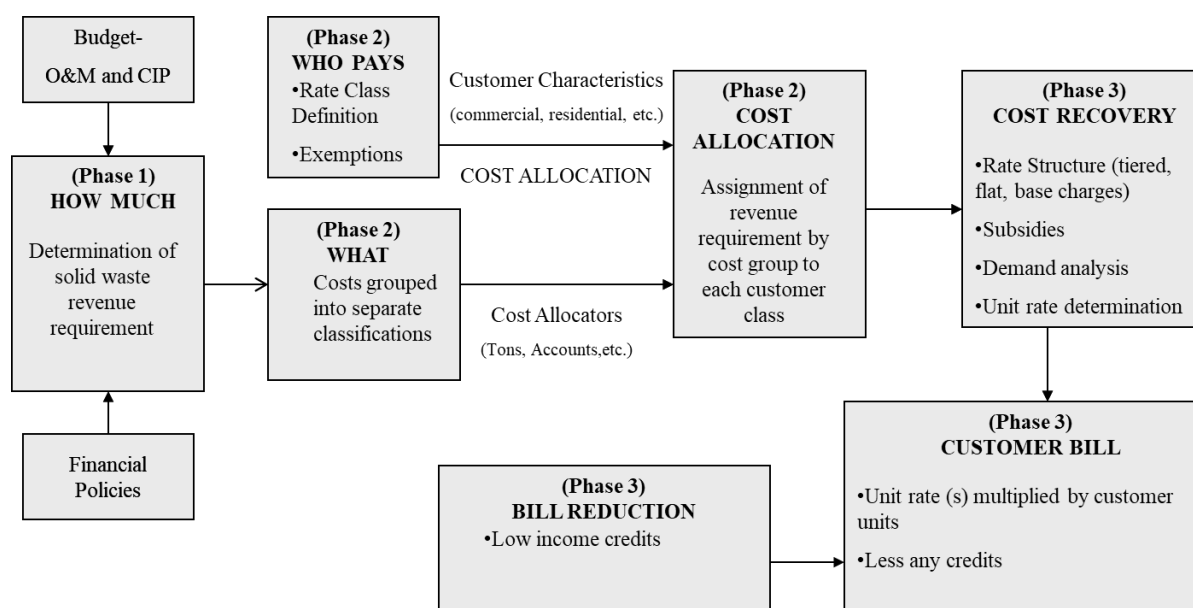 Budget-
O&M and CIP
(Phase 1)
HOW MUCH
Determination of
solid waste
revenue
requirement
Financial
Policies
(Phase 2)
WHO PAYS
•Rate Class
Definition
•Exemptions
(Phase 2)
WHAT
Costs grouped
into separate
classifications
Customer Characteristics
(commercial, residential, etc.)
COST ALLOCATION
Cost Allocators
(Tons, Accounts,etc.)
(Phase 2)
COST
ALLOCATION
Assignment of
revenue
requirement by
cost group to
each customer
class
(Phase 3)
COST RECOVERY
•Rate Structure (tiered,
flat, base charges)
•Subsidies
•Demand analysis
•Unit rate determination
(Phase 3)
BILL REDUCTION
•Low income credits
(Phase 3)
CUSTOMER BILL
•Unit rate (s) multiplied by customer
units
•Less any credits